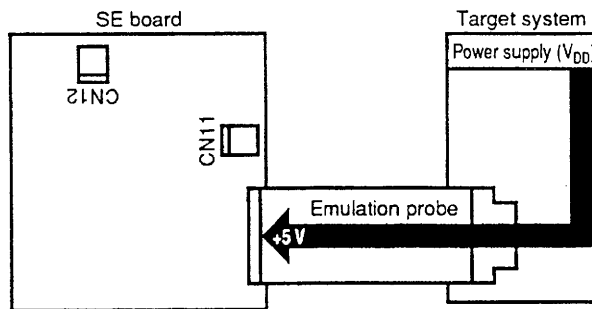 SE board
Target system
Power supply (VDD)
CN12
CN11
Emulation probe
+5 V